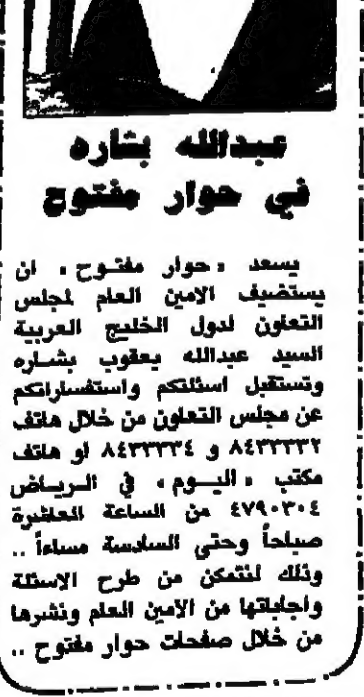 عبدالله بشاره
في حوار مفتوح
يسعد «حوار مفتوح» ان
يستضيف الامين العام لمجلس
التعاون لدول الخليج العربية
السيد عبدالله يعقوب بشاره
وتستقبل اسئلتكم واستفساراتكم
عن مجلس التعاون من خلال هاتف
٨٤٣٣٣٣٢ و ٨٤٣٣٣٣٤ او هاتف
مكتب «اليوم» في الرياض
٤٧٩٠٣٠٤ من الساعة العاشرة
صباحاً وحتي السادسة مساءاً ..
وذلك لنتمكن من طرح الاسئلة
واجاباتها من الامين العام ونشرها
من خلال صفحات حوار مفتوح ..